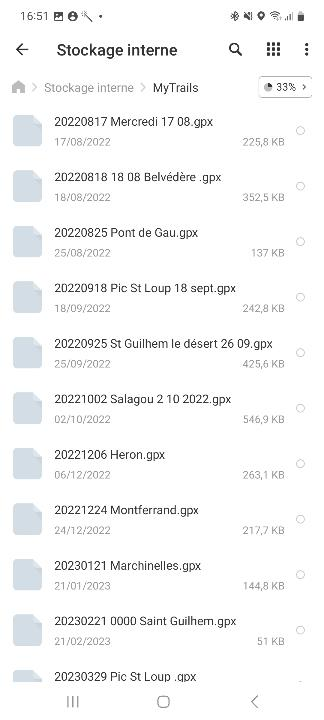 16:51
Stockage interne
Stockage interne > MyTrails
33% >
20220817 Mercredi 17 08.gpx
17/08/2022 225,8 KB
20220818 18 08 Belvédère .gpx
18/08/2022 352,5 KB
20220825 Pont de Gau.gpx
25/08/2022 137 KB
20220918 Pic St Loup 18 sept.gpx
18/09/2022 242,8 KB
20220925 St Guilhem le désert 26 09.gpx
25/09/2022 425,6 KB
20221002 Salagou 2 10 2022.gpx
02/10/2022 546,9 KB
20221206 Heron.gpx
06/12/2022 263,1 KB
20221224 Montferrand.gpx
24/12/2022 217,7 KB
20230121 Marchinelles.gpx
21/01/2023 144,8 KB
20230221 0000 Saint Guilhem.gpx
21/02/2023 51 KB
20230329 Pic St Loup .gpx